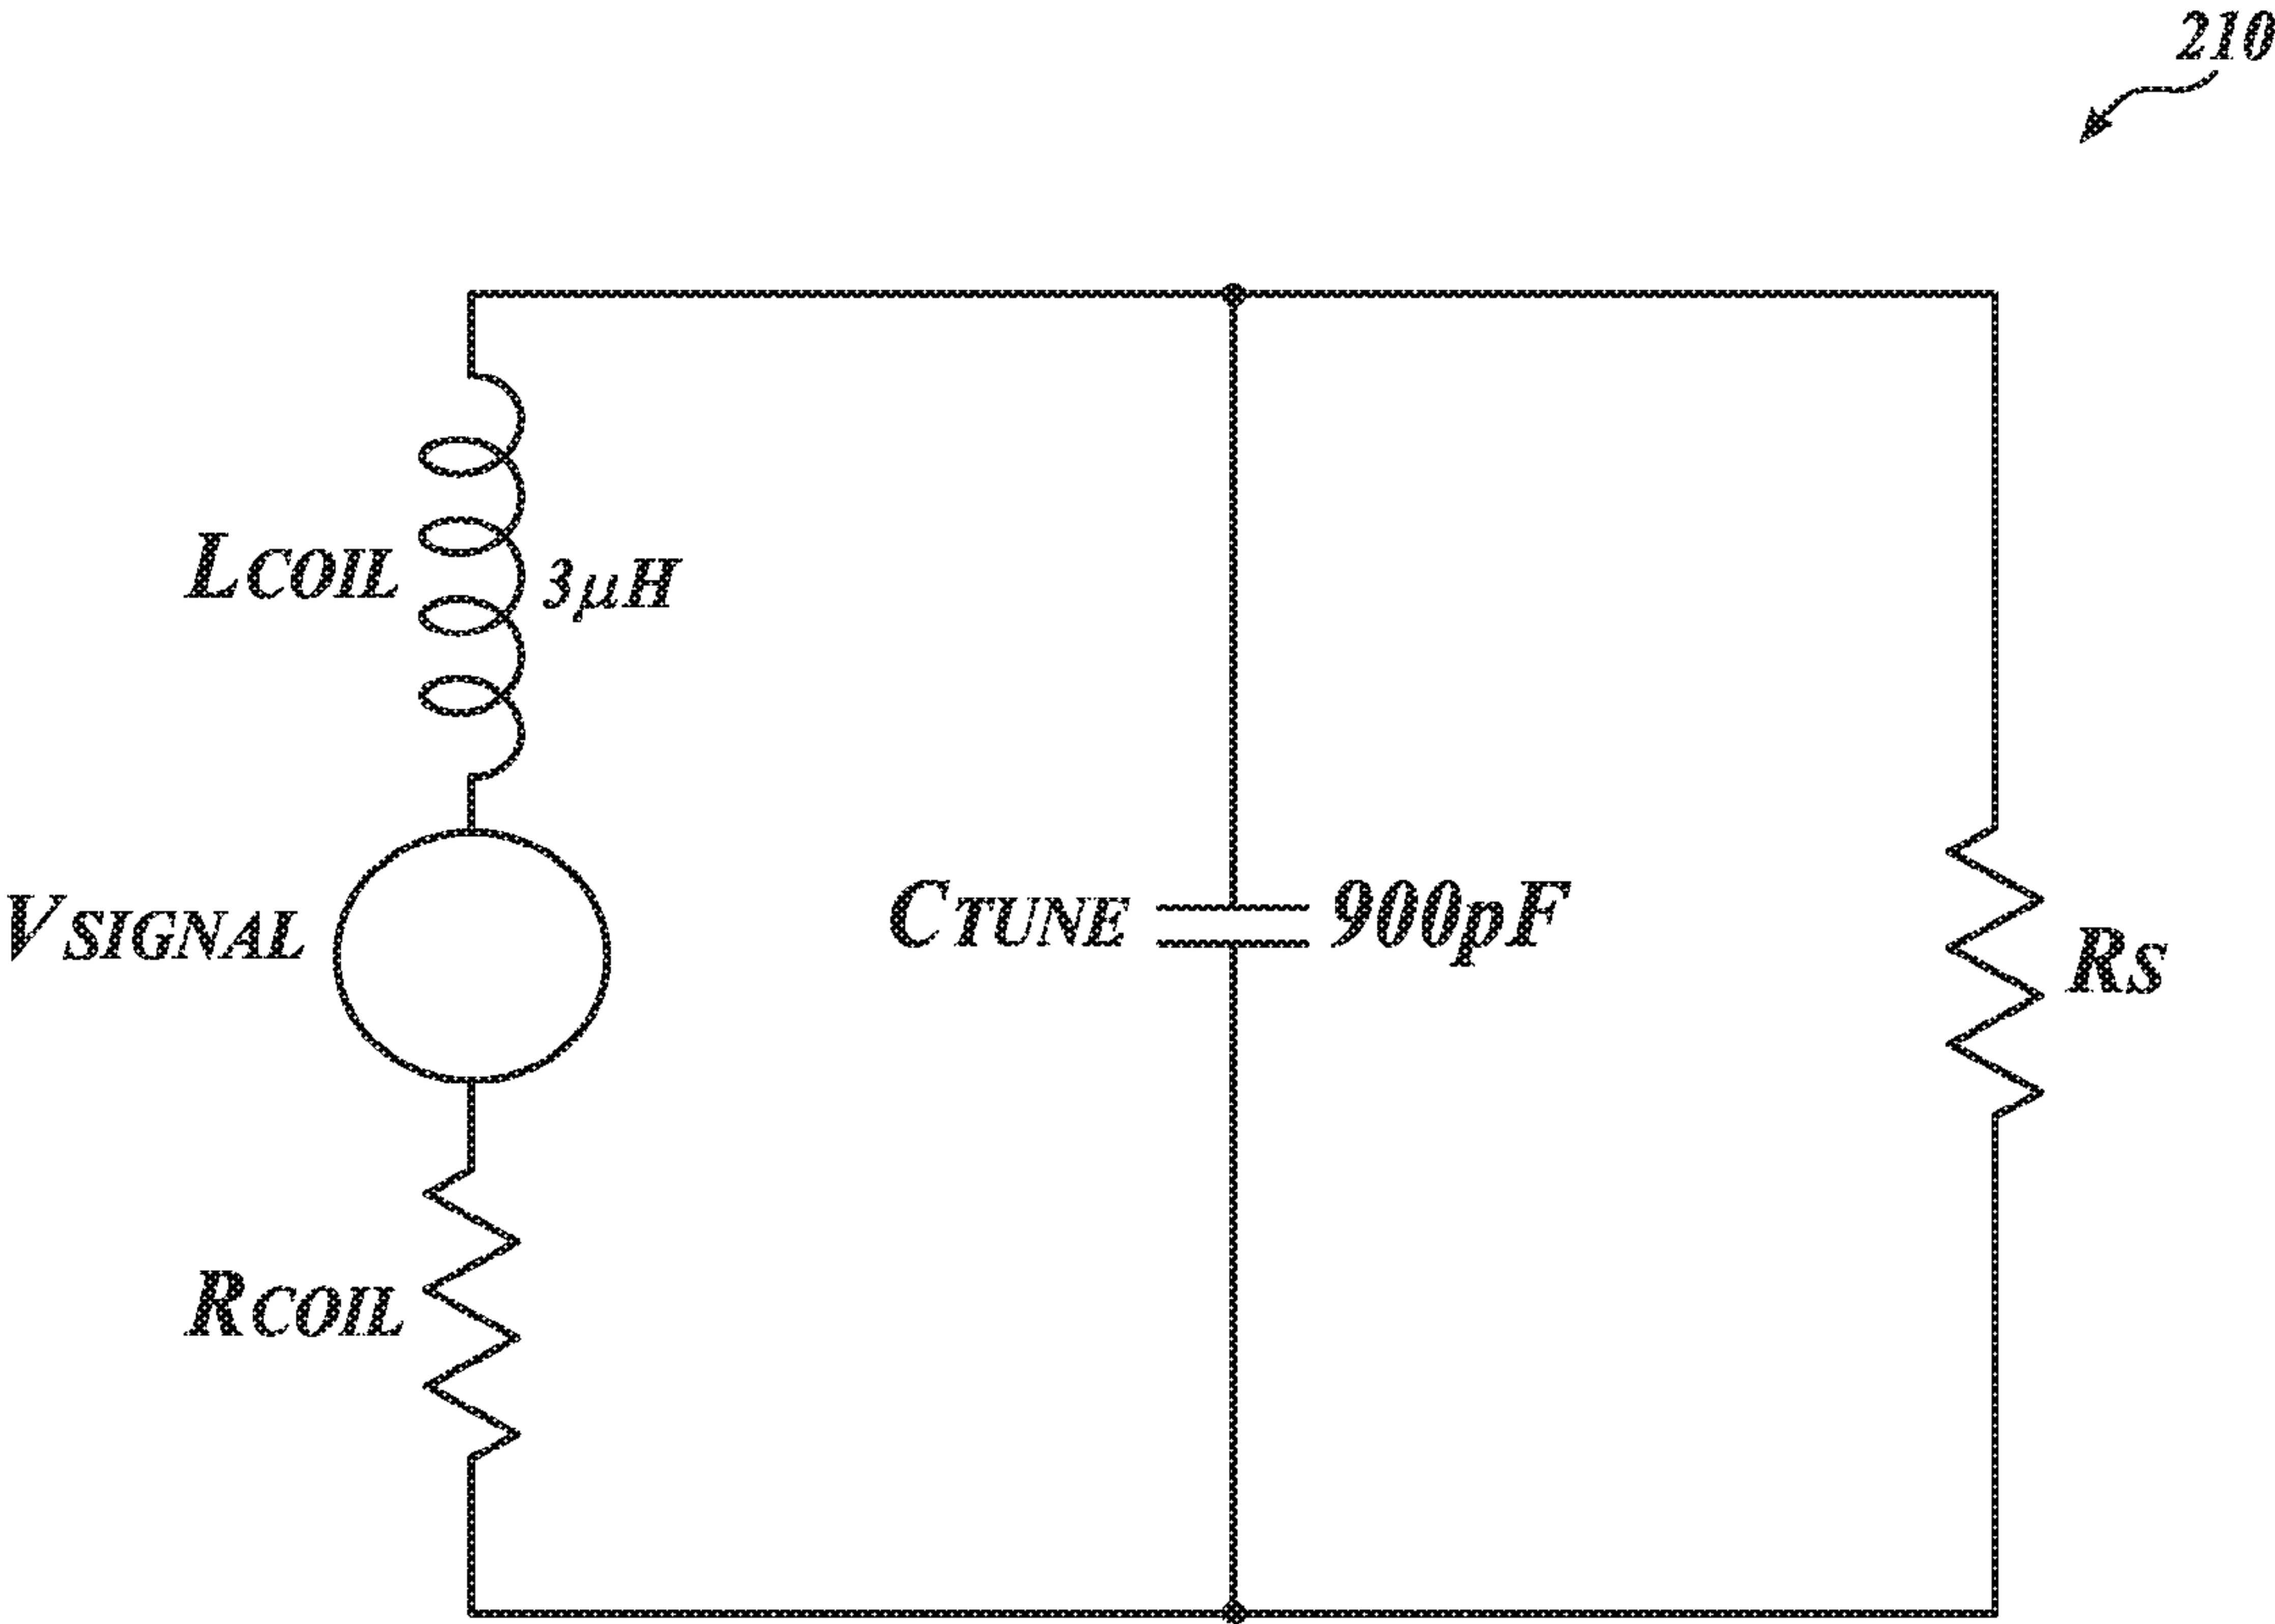 210
LCOIL
3μH
VSIGNAL
CTUNE
900pF
RS
RCOIL